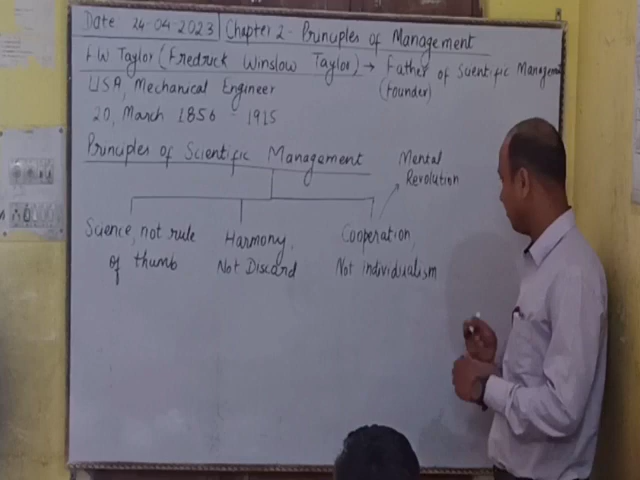 Date 24-04-2023 Chapter 2 - Principles of Management
F.W Taylor (Fredrick Winslow Taylor) → Father of Scientific Managemen
USA, Mechanical Engineer (Founder)
20, March 1856 - 1915
Principles of Scientific Management
Mental
Revolution
Science, not rule
of thumb
Harmony,
Not Discard
Cooperation,
Not individualism